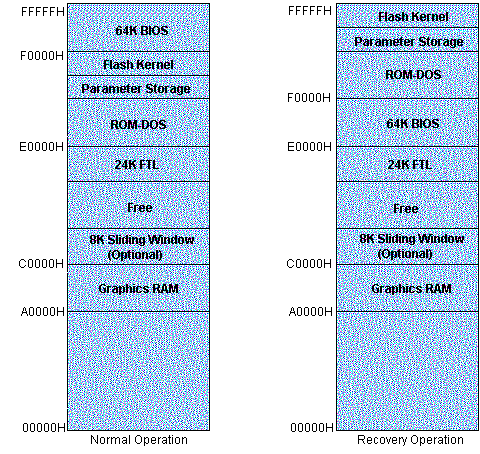 FFFFFH
64K BIOS
F0000H
Flash Kernel
Parameter Storage
ROM-DOS
E0000H
24K FTL
Free
8K Sliding Window
(Optional)
C0000H
Graphics RAM
A0000H
00000H
Normal Operation
FFFFFH
Flash Kernel
Parameter Storage
ROM-DOS
F0000H
64K BIOS
E0000H
24K FTL
Free
8K Sliding Window
(Optional)
C0000H
Graphics RAM
A0000H
00000H
Recovery Operation